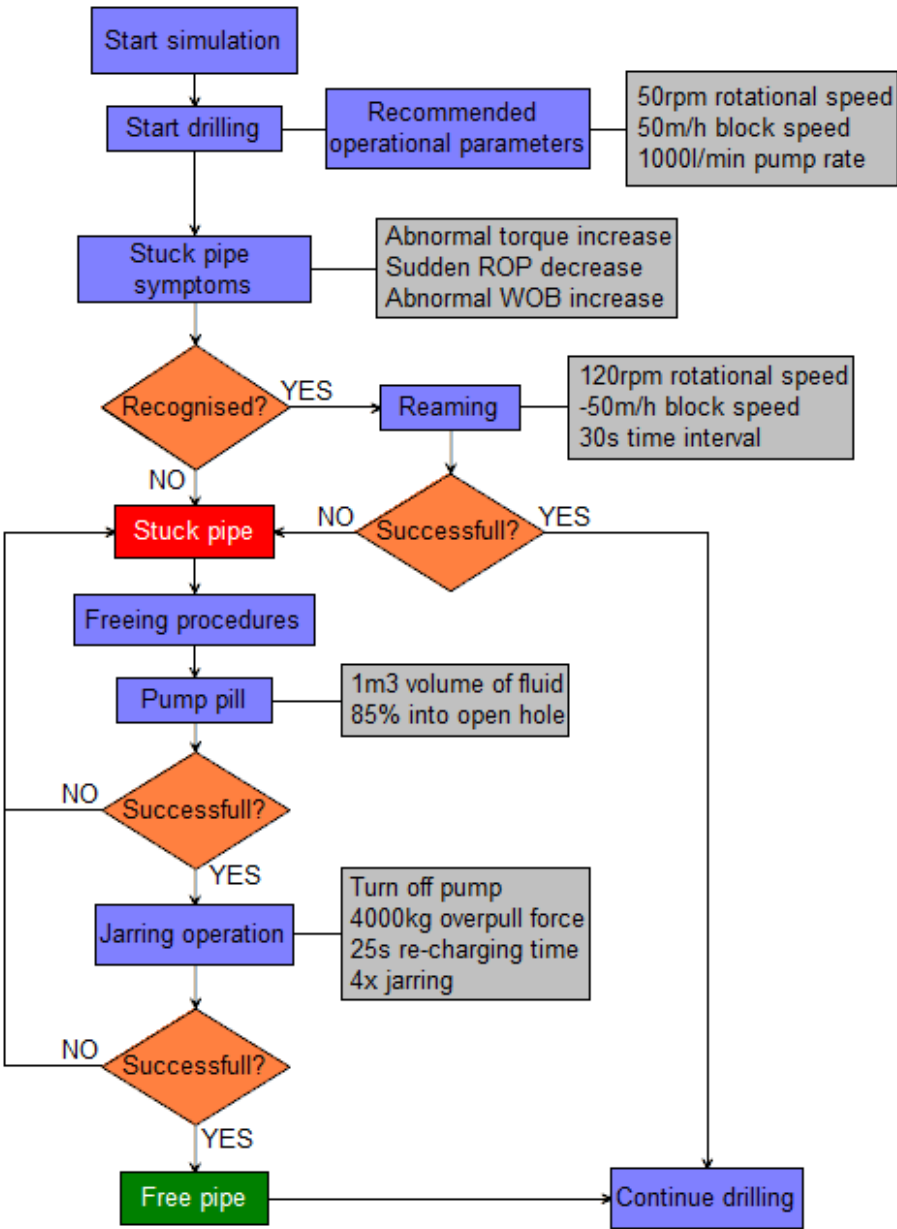 Start simulation
Start drilling
Recommended
operational parameters
50rpm rotational speed
50m/h block speed
1000l/min pump rate
Stuck pipe
symptoms
Abnormal torque increase
Sudden ROP decrease
Abnormal WOB increase
Recognised?
YES
Reaming
120rpm rotational speed
-50m/h block speed
30s time interval
NO
Stuck pipe
NO
Successfull?
YES
Freeing procedures
Pump pill
1m3 volume of fluid
85% into open hole
NO
Successfull?
YES
Jarring operation
Turn off pump
4000kg overpull force
25s re-charging time
4x jarring
NO
Successfull?
YES
Free pipe
Continue drilling